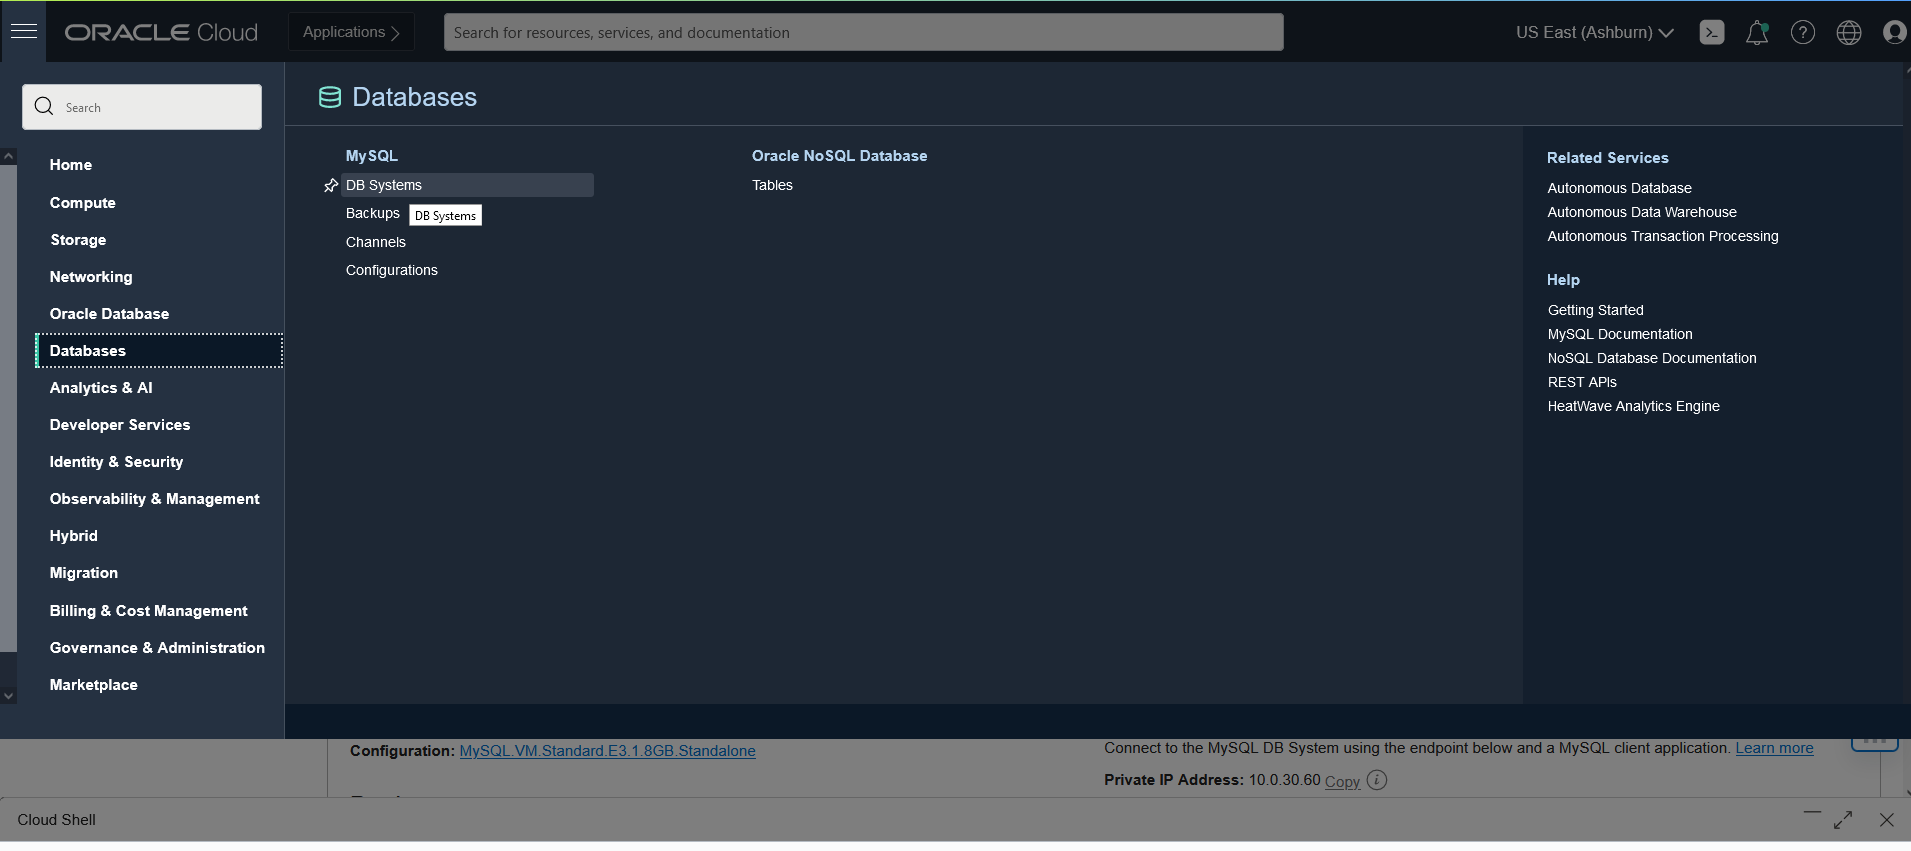 ORACLE Cloud
Applications
Search for resources, services, and documentation
US East (Ashburn)
Search
Home
Compute
Storage
Networking
Oracle Database
Databases
Analytics & AI
Developer Services
Identity & Security
Observability & Management
Hybrid
Migration
Billing & Cost Management
Governance & Administration
Marketplace
Databases
MySQL
DB Systems
Backups
DB Systems
Channels
Configurations
Oracle NoSQL Database
Tables
Related Services
Autonomous Database
Autonomous Data Warehouse
Autonomous Transaction Processing
Help
Getting Started
MySQL Documentation
NoSQL Database Documentation
REST APIs
HeatWave Analytics Engine
Configuration: MySQL.VM.Standard.E3.1.8GB.Standalone
Connect to the MySQL DB System using the endpoint below and a MySQL client application. Learn more
Private IP Address: 10.0.30.60 Copy
Cloud Shell